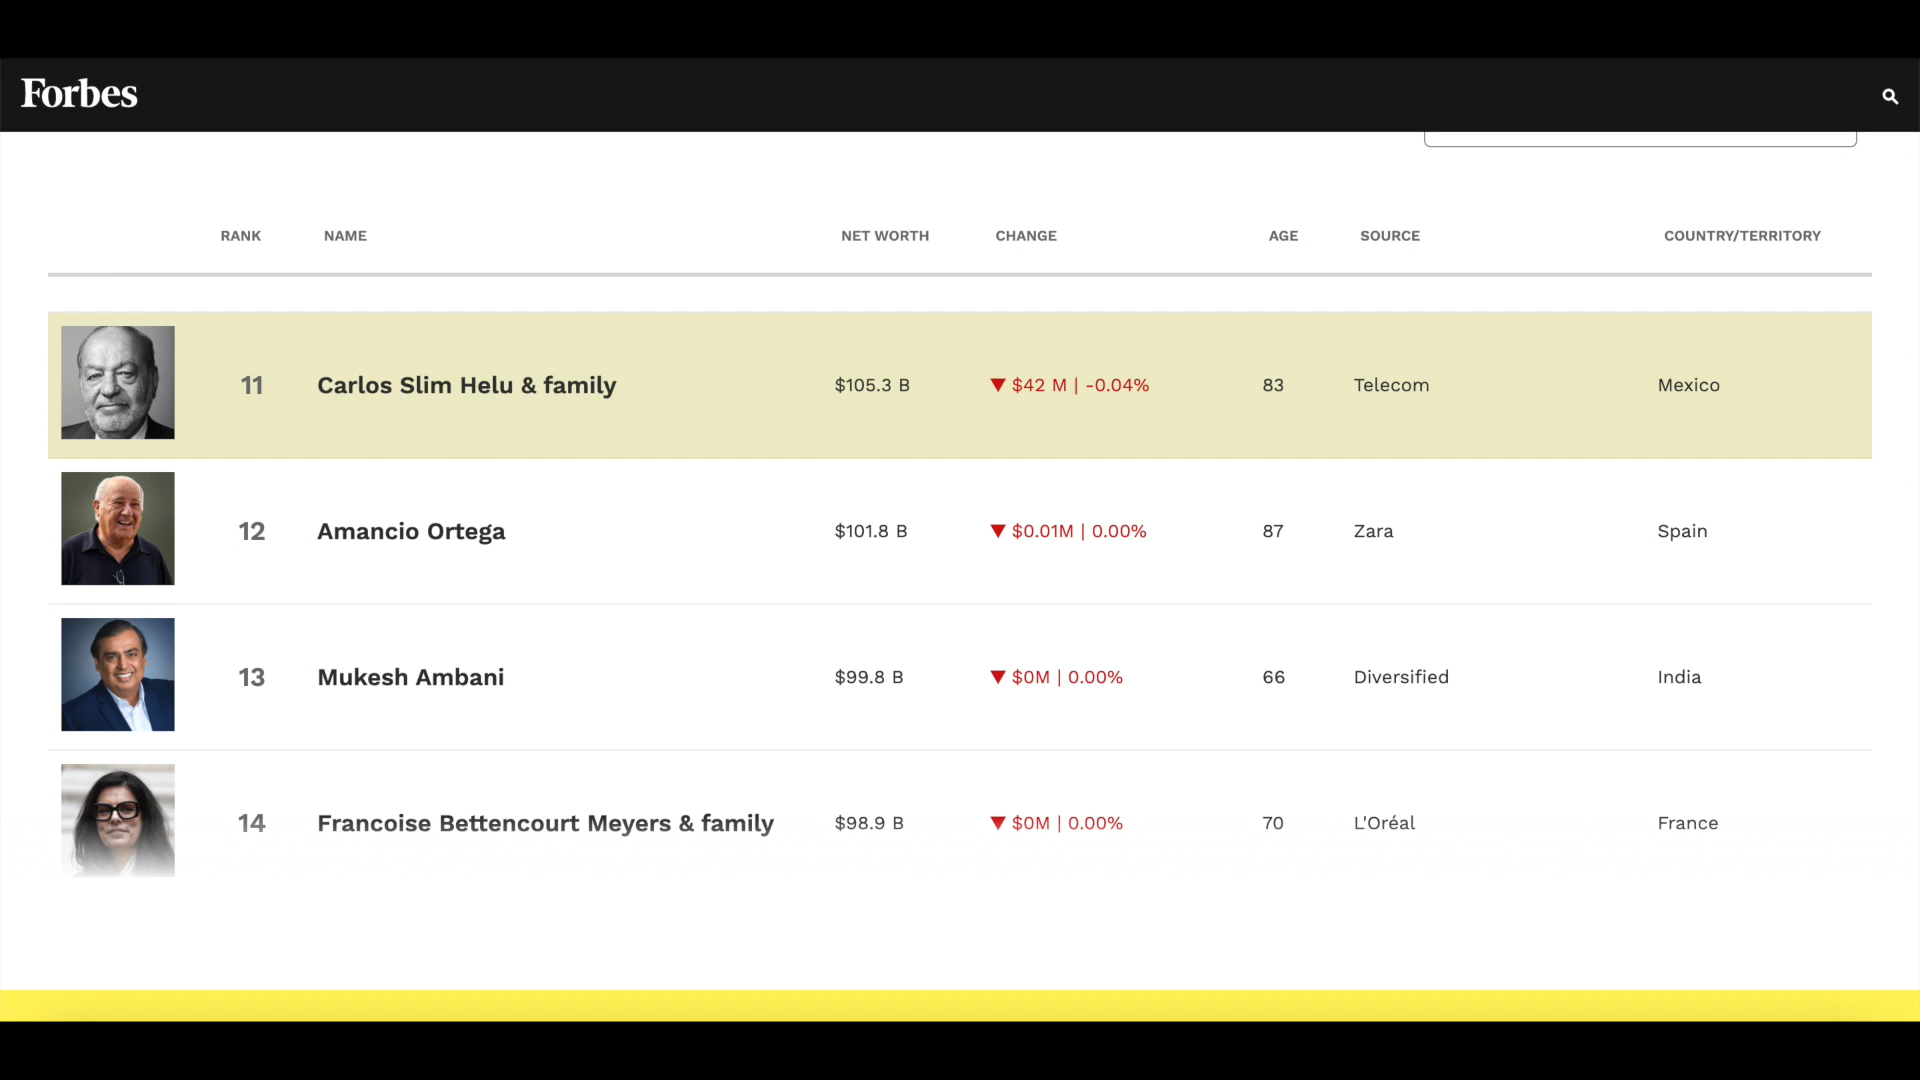 Forbes
RANK NAME NET WORTH CHANGE AGE SOURCE COUNTRY/TERRITORY
11 Carlos Slim Helu & family $105.3 B ▼ $42 M | -0.04% 83 Telecom Mexico
12 Amancio Ortega $101.8 B ▼ $0.01M | 0.00% 87 Zara Spain
13 Mukesh Ambani $99.8 B ▼ $0M | 0.00% 66 Diversified India
14 Francoise Bettencourt Meyers & family $98.9 B ▼ $0M | 0.00% 70 L'Oréal France